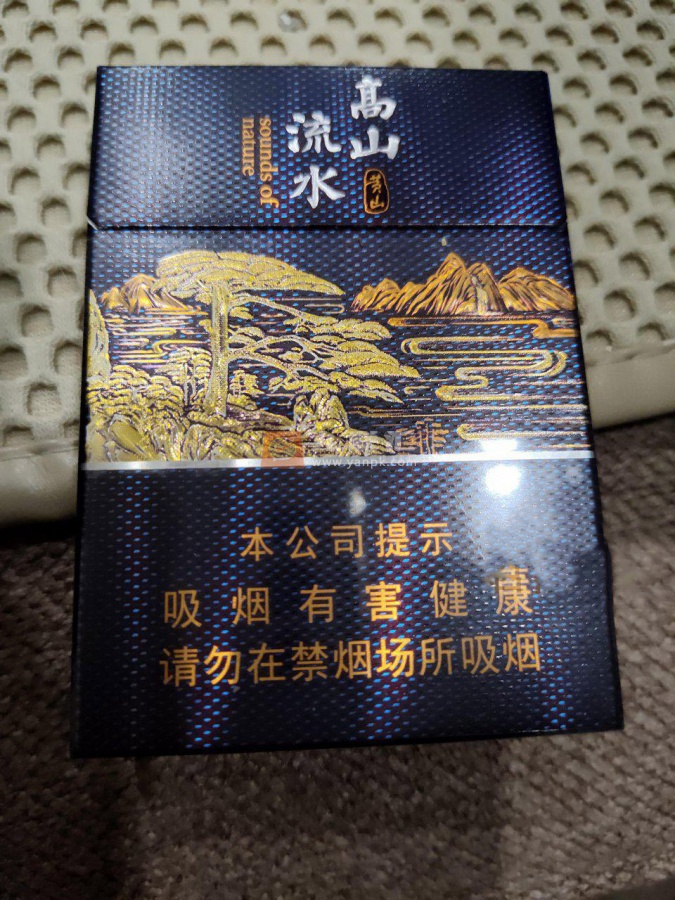 高山
流水
黄山
sounds of
nature
www.yanpk.com
本公司提示
吸烟有害健康
请勿在禁烟场所吸烟